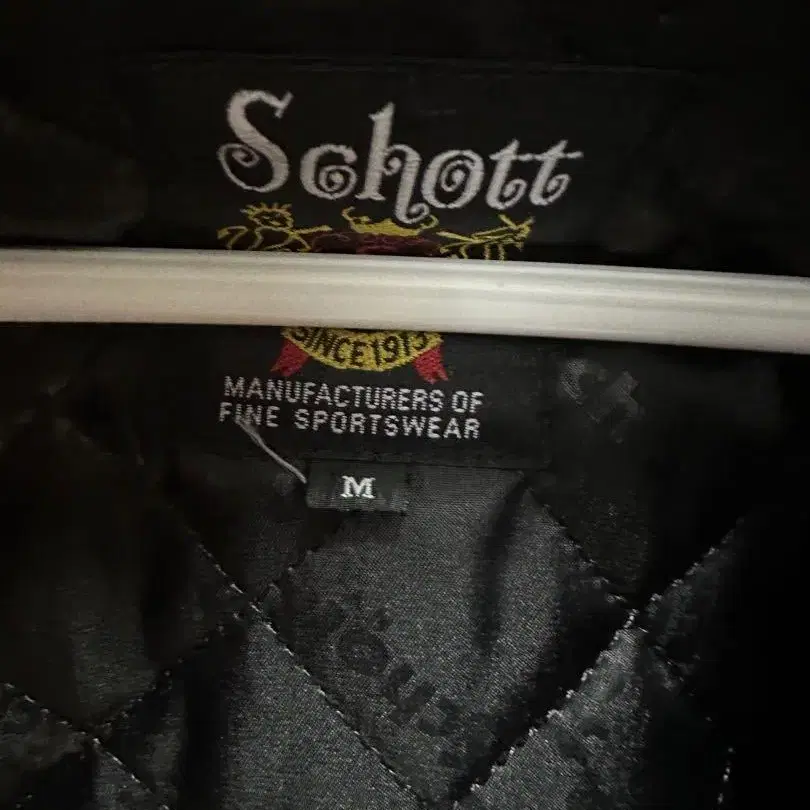 Schott
SINCE 1913
MANUFACTURERS OF
FINE SPORTSWEAR
M